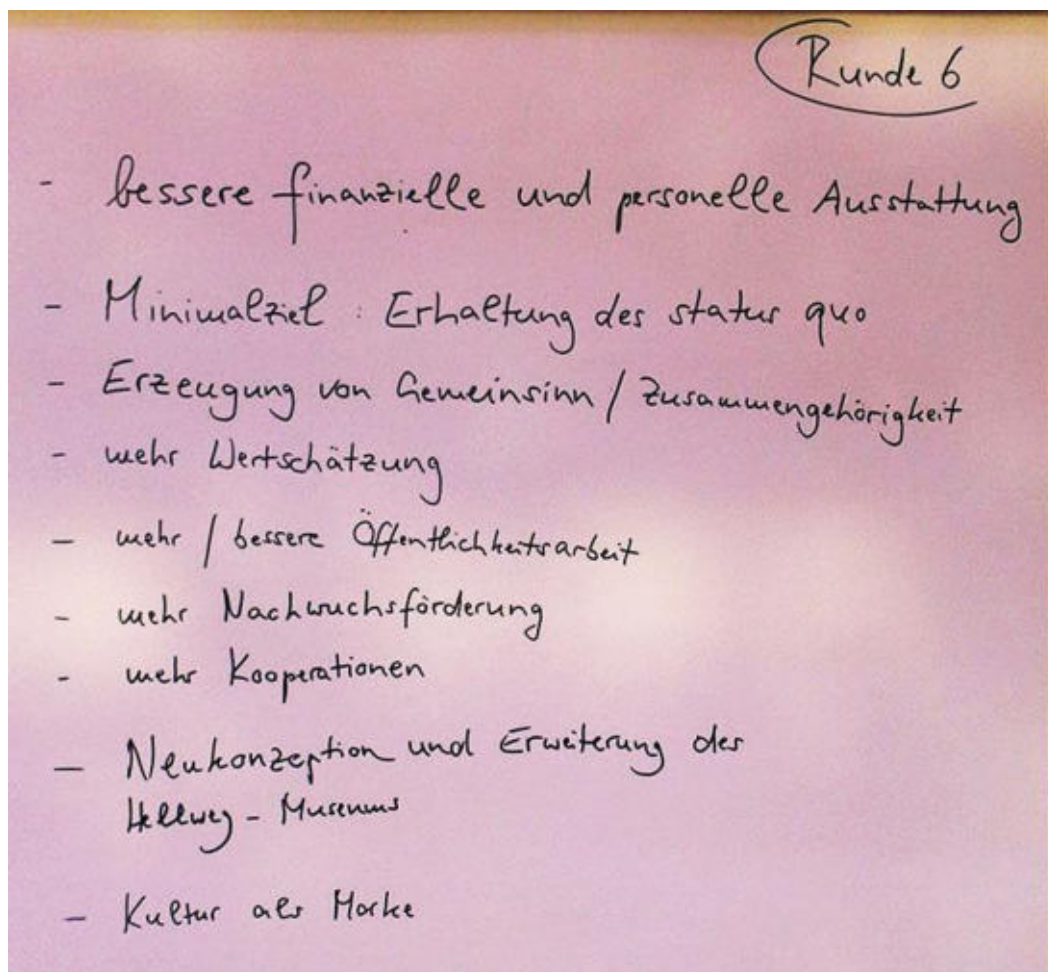 Runde 6
- bessere finanzielle und personelle Ausstattung
- Minimalziel : Erhaltung des status quo
- Erzeugung von Gemeinsinn / Zusammengehörigkeit
- mehr Wertschätzung
- mehr / bessere Öffentlichkeitsarbeit
- mehr Nachwuchsförderung
- mehr Kooperationen
- Neukonzeption und Erweiterung des
Hellweg - Museums
- Kultur als Marke